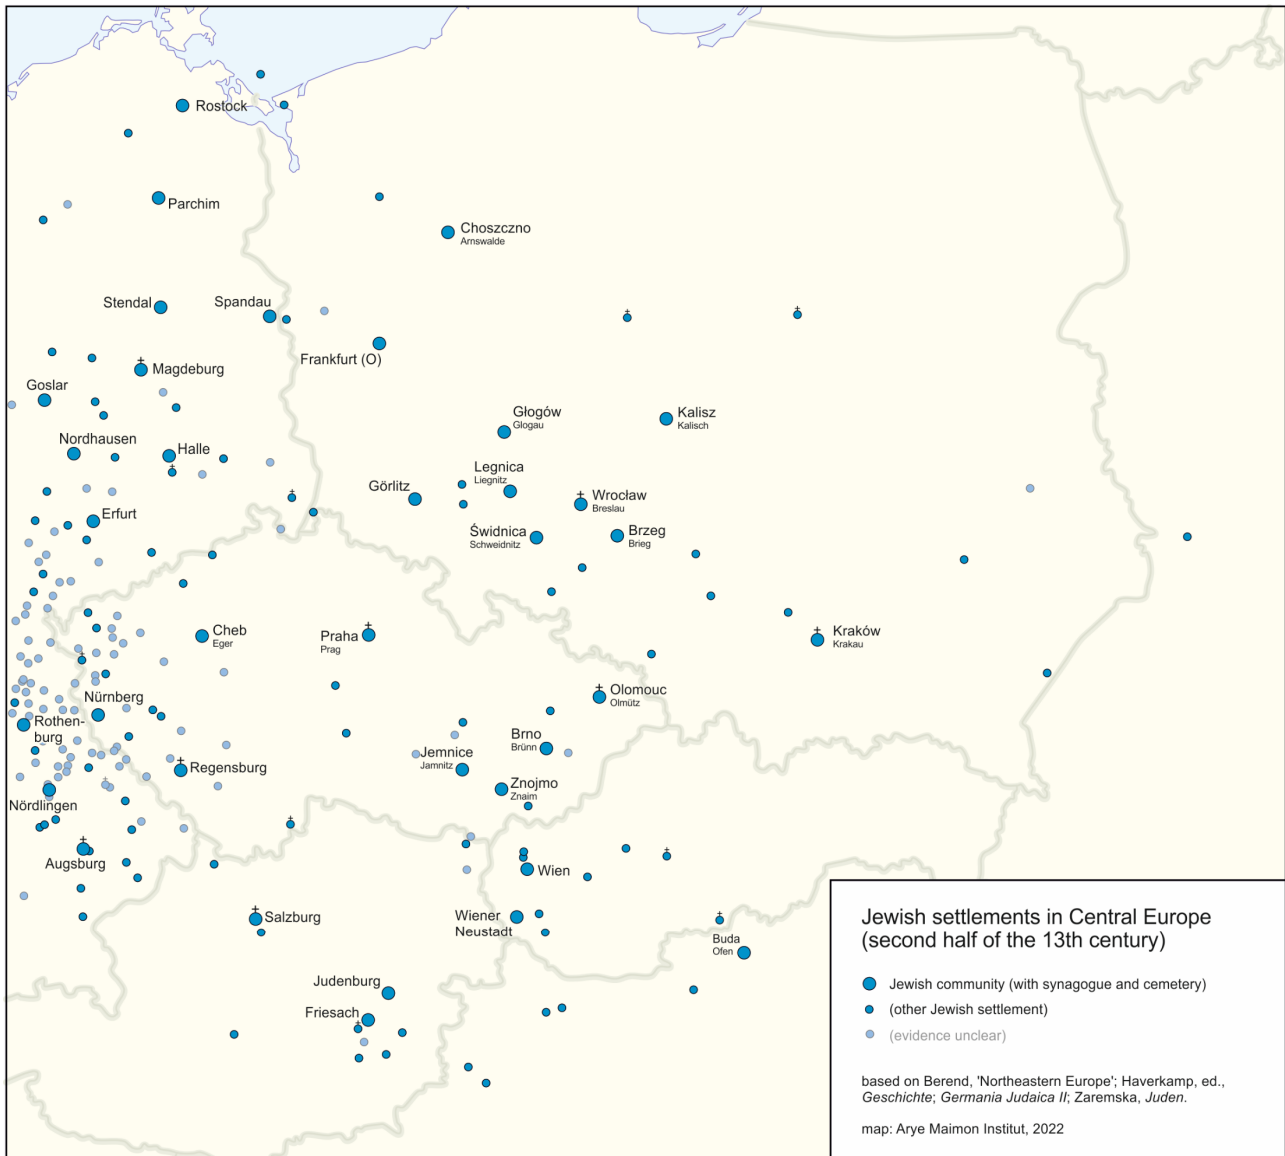 Rostock
Parchim
Choszczno
Arnswalde
Stendal
Spandau
Frankfurt (O)
Magdeburg
Goslar
Głogów
Glogau
Kalisz
Kalisch
Nordhausen
Halle
Legnica
Liegnitz
Görlitz
Wrocław
Breslau
Erfurt
Świdnica
Schweidnitz
Brzeg
Brieg
Cheb
Eger
Praha
Prag
Kraków
Krakau
Olomouc
Olmütz
Nürnberg
Rothen-
burg
Brno
Brünn
Jemnice
Jamnitz
Regensburg
Znojmo
Znaim
Nördlingen
Augsburg
Wien
Salzburg
Wiener
Neustadt
Buda
Ofen
Judenburg
Friesach
Jewish settlements in Central Europe
(second half of the 13th century)
Jewish community (with synagogue and cemetery)
(other Jewish settlement)
(evidence unclear)
based on Berend, 'Northeastern Europe'; Haverkamp, ed.,
Geschichte; Germania Judaica II; Zaremska, Juden.
map: Arye Maimon Institut, 2022